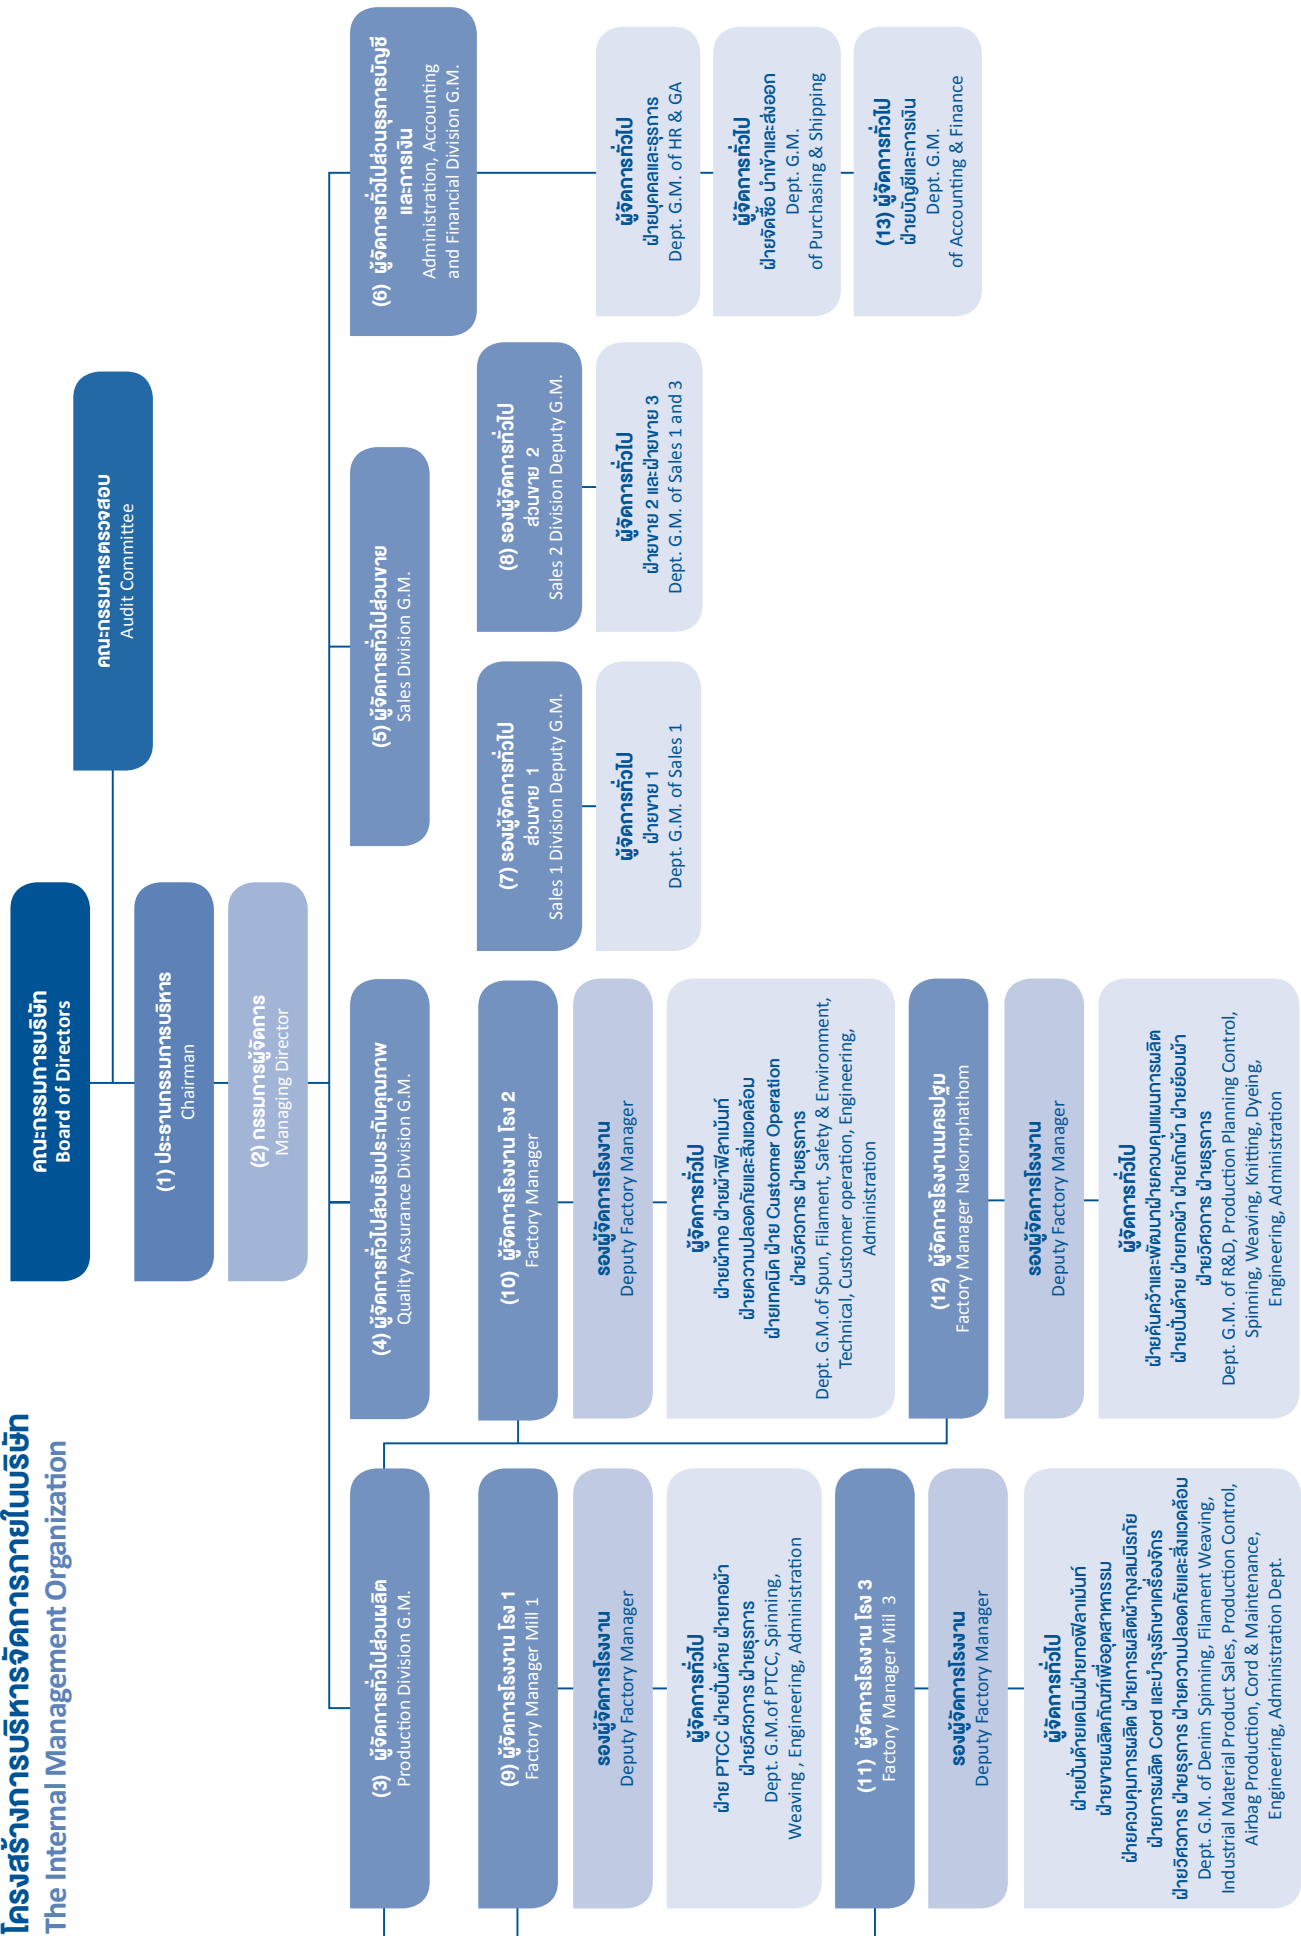 โครงสร้างการบริหารจัดการภายในบริษัท
The Internal Management Organization
คณะกรรมการบริษัท
Board of Directors
คณะกรรมการตรวจสอบ
Audit Committee
(1) ประธานกรรมการบริหาร
Chairman
(2) กรรมการผู้จัดการ
Managing Director
(3) ผู้จัดการทั่วไปส่วนผลิต
Production Division G.M.
(4) ผู้จัดการทั่วไปส่วนรับประกันคุณภาพ
Quality Assurance Division G.M.
(5) ผู้จัดการทั่วไปส่วนขาย
Sales Division G.M.
(6) ผู้จัดการทั่วไปส่วนธุรการบัญชี
และการเงิน
Administration, Accounting
and Financial Division G.M.
(9) ผู้จัดการโรงงาน โรง 1
Factory Manager Mill 1
รองผู้จัดการโรงงาน
Deputy Factory Manager
ผู้จัดการทั่วไป
ฝ่าย PTCC ฝ่ายปั่นด้าย ฝ่ายทอผ้า
ฝ่ายวิศวการ ฝ่ายธุรการ
Dept. G.M.of PTCC, Spinning,
Weaving , Engineering, Administration
(10) ผู้จัดการโรงงาน โรง 2
Factory Manager
รองผู้จัดการโรงงาน
Deputy Factory Manager
ผู้จัดการทั่วไป
ฝ่ายผ้าทอ ฝ่ายผ้าฟิลาเม้นท์
ฝ่ายความปลอดภัยและสิ่งแวดล้อม
ฝ่ายเทคนิค ฝ่าย Customer Operation
ฝ่ายวิศวการ ฝ่ายธุรการ
Dept. G.M.of Spun, Filament, Safety & Environment,
Technical, Customer operation, Engineering,
Administration
(7) รองผู้จัดการทั่วไป
ส่วนขาย 1
Sales 1 Division Deputy G.M.
ผู้จัดการทั่วไป
ฝ่ายขาย 1
Dept. G.M. of Sales 1
(8) รองผู้จัดการทั่วไป
ส่วนขาย 2
Sales 2 Division Deputy G.M.
ผู้จัดการทั่วไป
ฝ่ายขาย 2 และฝ่ายขาย 3
Dept. G.M. of Sales 1 and 3
ผู้จัดการทั่วไป
ฝ่ายบุคคลและธุรการ
Dept. G.M. of HR & GA
ผู้จัดการทั่วไป
ฝ่ายจัดซื้อ นำเข้าและส่งออก
Dept. G.M.
of Purchasing & Shipping
(13) ผู้จัดการทั่วไป
ฝ่ายบัญชีและการเงิน
Dept. G.M.
of Accounting & Finance
(11) ผู้จัดการโรงงาน โรง 3
Factory Manager Miil 3
รองผู้จัดการโรงงาน
Deputy Factory Manager
ผู้จัดการทั่วไป
ฝ่ายปั่นด้ายเดนิมฝ่ายทอฟิลาเม้นท์
ฝ่ายขายผลิตภัณฑ์เพื่ออุตสาหกรรม
ฝ่ายควบคุมการผลิต ฝ่ายการผลิตผ้าถุงลมนิรภัย
ฝ่ายการผลิต Cord และบำรุงรักษาเครื่องจักร
ฝ่ายวิศวการ ฝ่ายธุรการ ฝ่ายความปลอดภัยและสิ่งแวดล้อม
Dept. G.M. of Denim Spinning, Filament Weaving,
Industrial Material Product Sales, Production Control,
Airbag Production, Cord & Maintenance,
Engineering, Administration Dept.
(12) ผู้จัดการโรงงานนครปฐม
Factory Manager Nakornphathom
รองผู้จัดการโรงงาน
Deputy Factory Manager
ผู้จัดการทั่วไป
ฝ่ายค้นคว้าและพัฒนาฝ่ายควบคุมแผนการผลิต
ฝ่ายปั่นด้าย ฝ่ายทอผ้า ฝ่ายถักผ้า ฝ่ายย้อมผ้า
ฝ่ายวิศวการ ฝ่ายธุรการ
Dept. G.M. of R&D, Production Planning Control,
Spinning, Weaving, Knitting, Dyeing,
Engineering, Administration